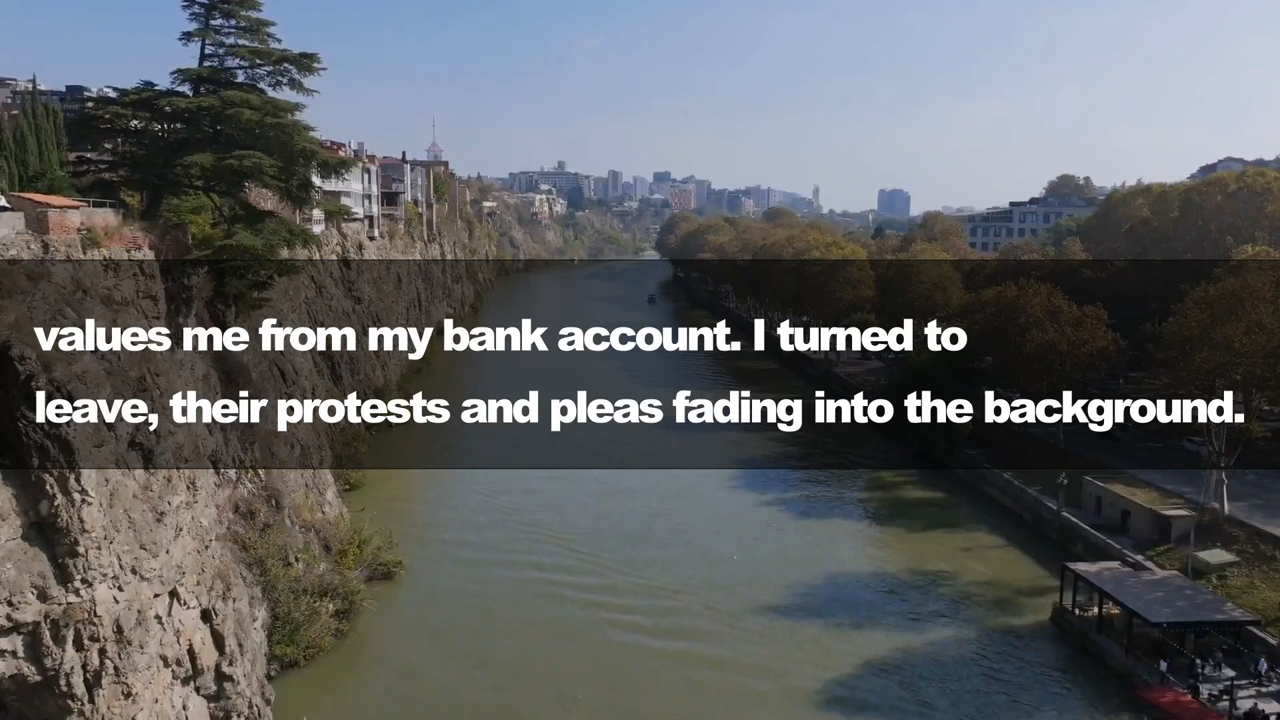 values me from my bank account. I turned to
leave, their protests and pleas fading into the background.